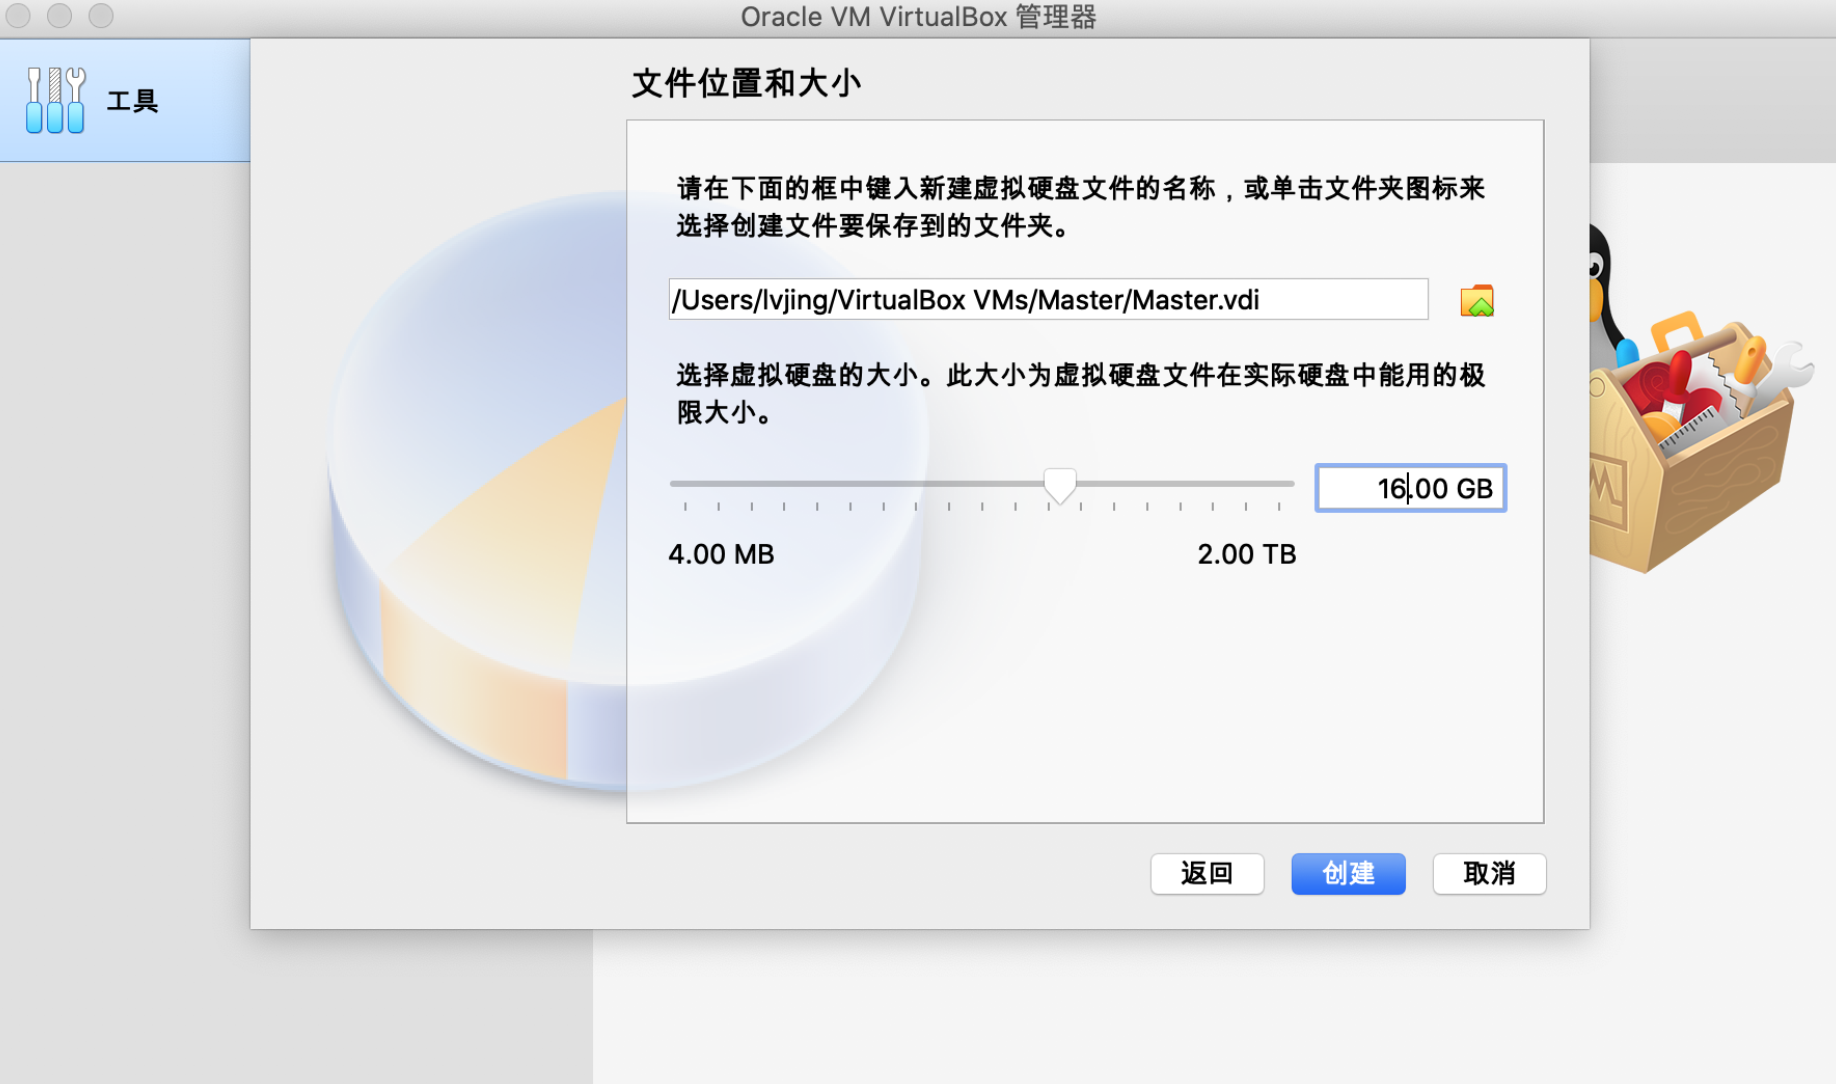 Oracle VM VirtualBox 管理器
工具
文件位置和大小
请在下面的框中键入新建虚拟硬盘文件的名称，或单击文件夹图标来
选择创建文件要保存到的文件夹。
/Users/lvjing/VirtualBox VMs/Master/Master.vdi
选择虚拟硬盘的大小。此大小为虚拟硬盘文件在实际硬盘中能用的极
限大小。
16.00 GB
4.00 MB
2.00 TB
返回
创建
取消